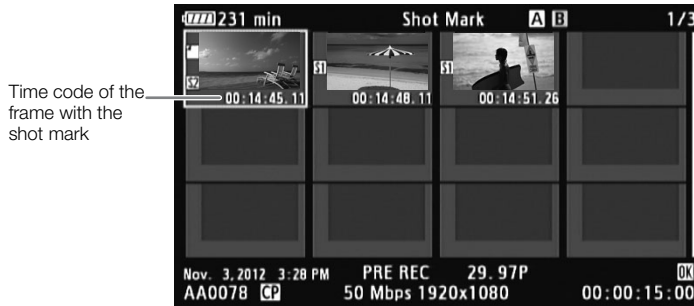 231 min Shot Mark A B 1/3
S2
00:14:45.11
S1
00:14:48.11
S1
00:14:51.26
Time code of the
frame with the
shot mark
Nov. 3,2012 3:28 PM PRE REC 29.97P OK
AA0078 CP 50 Mbps 1920x1080 00:00:15:00